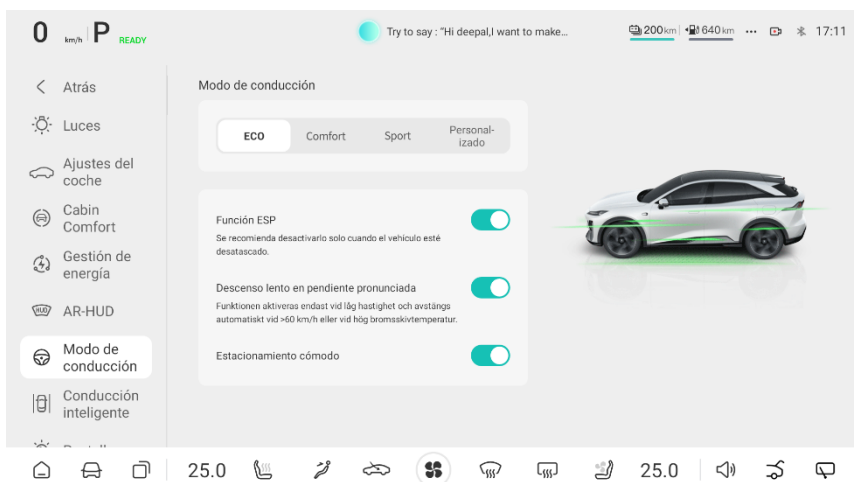 0 km/h P READY
Try to say : "Hi deepal,I want to make...
200km 640km ... 17:11
Atrás
Luces
Ajustes del
coche
Cabin
Comfort
Gestión de
energía
HUD AR-HUD
Modo de
conducción
Conducción
inteligente
Modo de conducción
ECO Comfort Sport Personal-
izado
Función ESP
Se recomienda desactivarlo solo cuando el vehículo esté
desatascado.
Descenso lento en pendiente pronunciada
Funktionen aktiveras endast vid låg hastighet och avstängs
automatiskt vid >60 km/h eller vid hög bromsskivtemperatur.
Estacionamiento cómodo
25.0 25.0